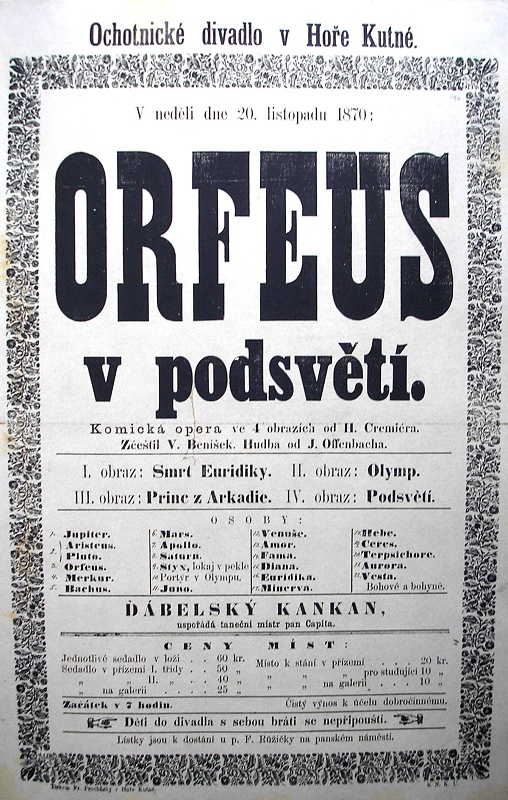 Ochotnické divadlo v Hoře Kutné.
V neděli dne 20. listopadu 1870:
ORFEUS
v podsvětí.
Komická opera ve 4 obrazích od H. Cremiéra.
Zčeštil V. Beníšek. Hudba od J. Offenbacha.
I. obraz: Smrt Euridiky. II. obraz: Olymp.
III. obraz: Princ z Arkadie. IV. obraz: Podsvětí.
OSOBY:
Jupiter.
Aristeus.
Pluto.
Orfeus.
Merkur.
Bachus.
Mars.
Apollo.
Saturn.
Styx, lokaj v pekle
Portýr v Olympu.
Juno.
Venuše.
Amor.
Fama.
Diana.
Euridika.
Minerva.
Hebe.
Ceres.
Terpsichore.
Aurora.
Vesta.
Bohové a bohyně.
ĎÁBELSKÝ KANKAN,
uspořádá taneční mistr pan Capita.
CENY MÍST:
Jednotlivé sedadlo v loži . . 60 kr.
Sedadlo v přízemí I. třídy . . 50 „
„ „ II. „ . . 40 „
„ na galerii . . . . 25 „
Místo k stání v přízemí . . . 20 kr.
„ „ „ pro studující 10 „
„ „ na galerii . . . 10 „
Začátek v 7 hodin. Čistý výnos k účelu dobročinnému.
Děti do divadla s sebou bráti se nepřipouští.
Lístky jsou k dostání u p. F. Růžičky na panském náměstí.
Tiskem Fr. Procházky v Hoře Kutné.